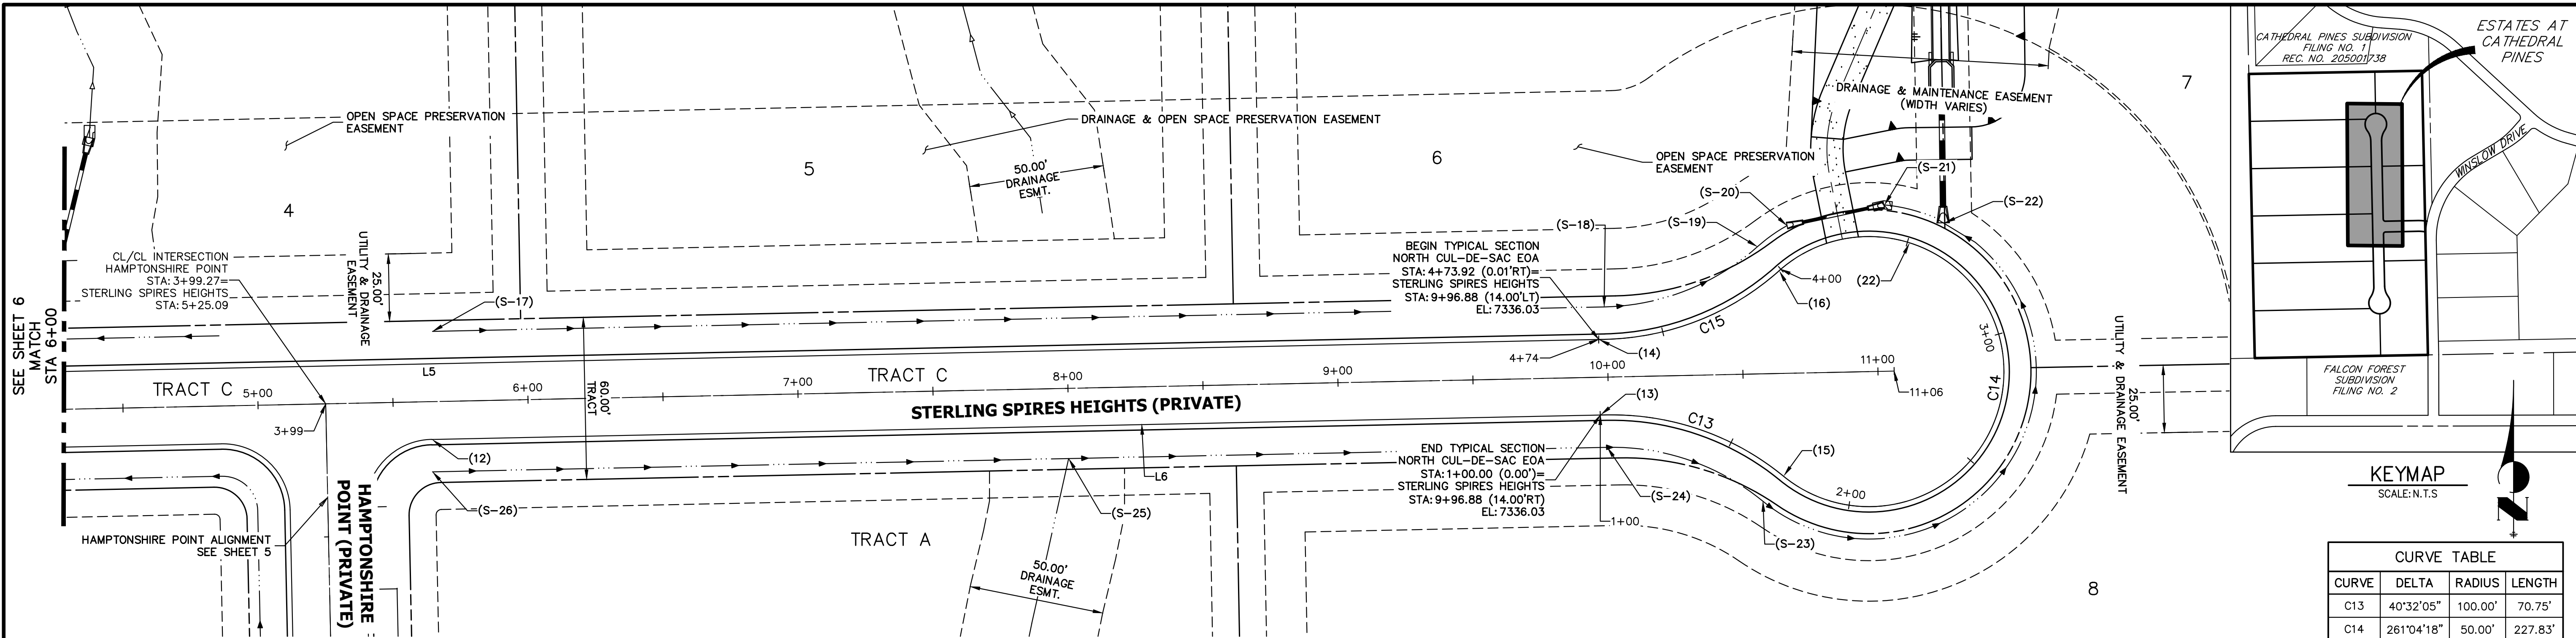 SEE SHEET 6
MATCH
STA 6+00
OPEN SPACE PRESERVATION
EASEMENT
4
CL/CL INTERSECTION
HAMPTONSHIRE POINT
STA: 3+99.27=
STERLING SPIRES HEIGHTS
STA: 5+25.09
25.00'
UTILITY & DRAINAGE
EASEMENT
(S-17)
TRACT C
5+00
3+99
L5
6+00
60.00'
TRACT
7+00
TRACT C
8+00
9+00
10+00
11+00
11+06
STERLING SPIRES HEIGHTS (PRIVATE)
(12)
(S-26)
HAMPTONSHIRE POINT ALIGNMENT
SEE SHEET 5
HAMPTONSHIRE
POINT (PRIVATE)
5
DRAINAGE & OPEN SPACE PRESERVATION EASEMENT
50.00'
DRAINAGE
ESMT.
6
OPEN SPACE PRESERVATION
EASEMENT
DRAINAGE & MAINTENANCE EASEMENT
(WIDTH VARIES)
7
(S-18)
(S-19)
(S-20)
(S-21)
(S-22)
BEGIN TYPICAL SECTION
NORTH CUL-DE-SAC EOA
STA: 4+73.92 (0.01'RT)=
STERLING SPIRES HEIGHTS
STA: 9+96.88 (14.00'LT)
EL: 7336.03
4+74
(14)
C15
4+00
(16)
(22)
3+00
C14
(13)
C13
(15)
2+00
END TYPICAL SECTION
NORTH CUL-DE-SAC EOA
STA: 1+00.00 (0.00')=
STERLING SPIRES HEIGHTS
STA: 9+96.88 (14.00'RT)
EL: 7336.03
1+00
(S-24)
(S-23)
L6
(S-25)
TRACT A
50.00'
DRAINAGE
ESMT.
8
UTILITY & DRAINAGE EASEMENT
25.00'
CATHEDRAL PINES SUBDIVISION
FILING NO. 1
REC. NO. 205001738
ESTATES AT
CATHEDRAL
PINES
WINSLOW DRIVE
FALCON FOREST
SUBDIVISION
FILING NO. 2
KEYMAP
SCALE: N.T.S
N
CURVE TABLE
CURVE DELTA RADIUS LENGTH
C13 40°32'05" 100.00' 70.75'
C14 261°04'18" 50.00' 227.83'